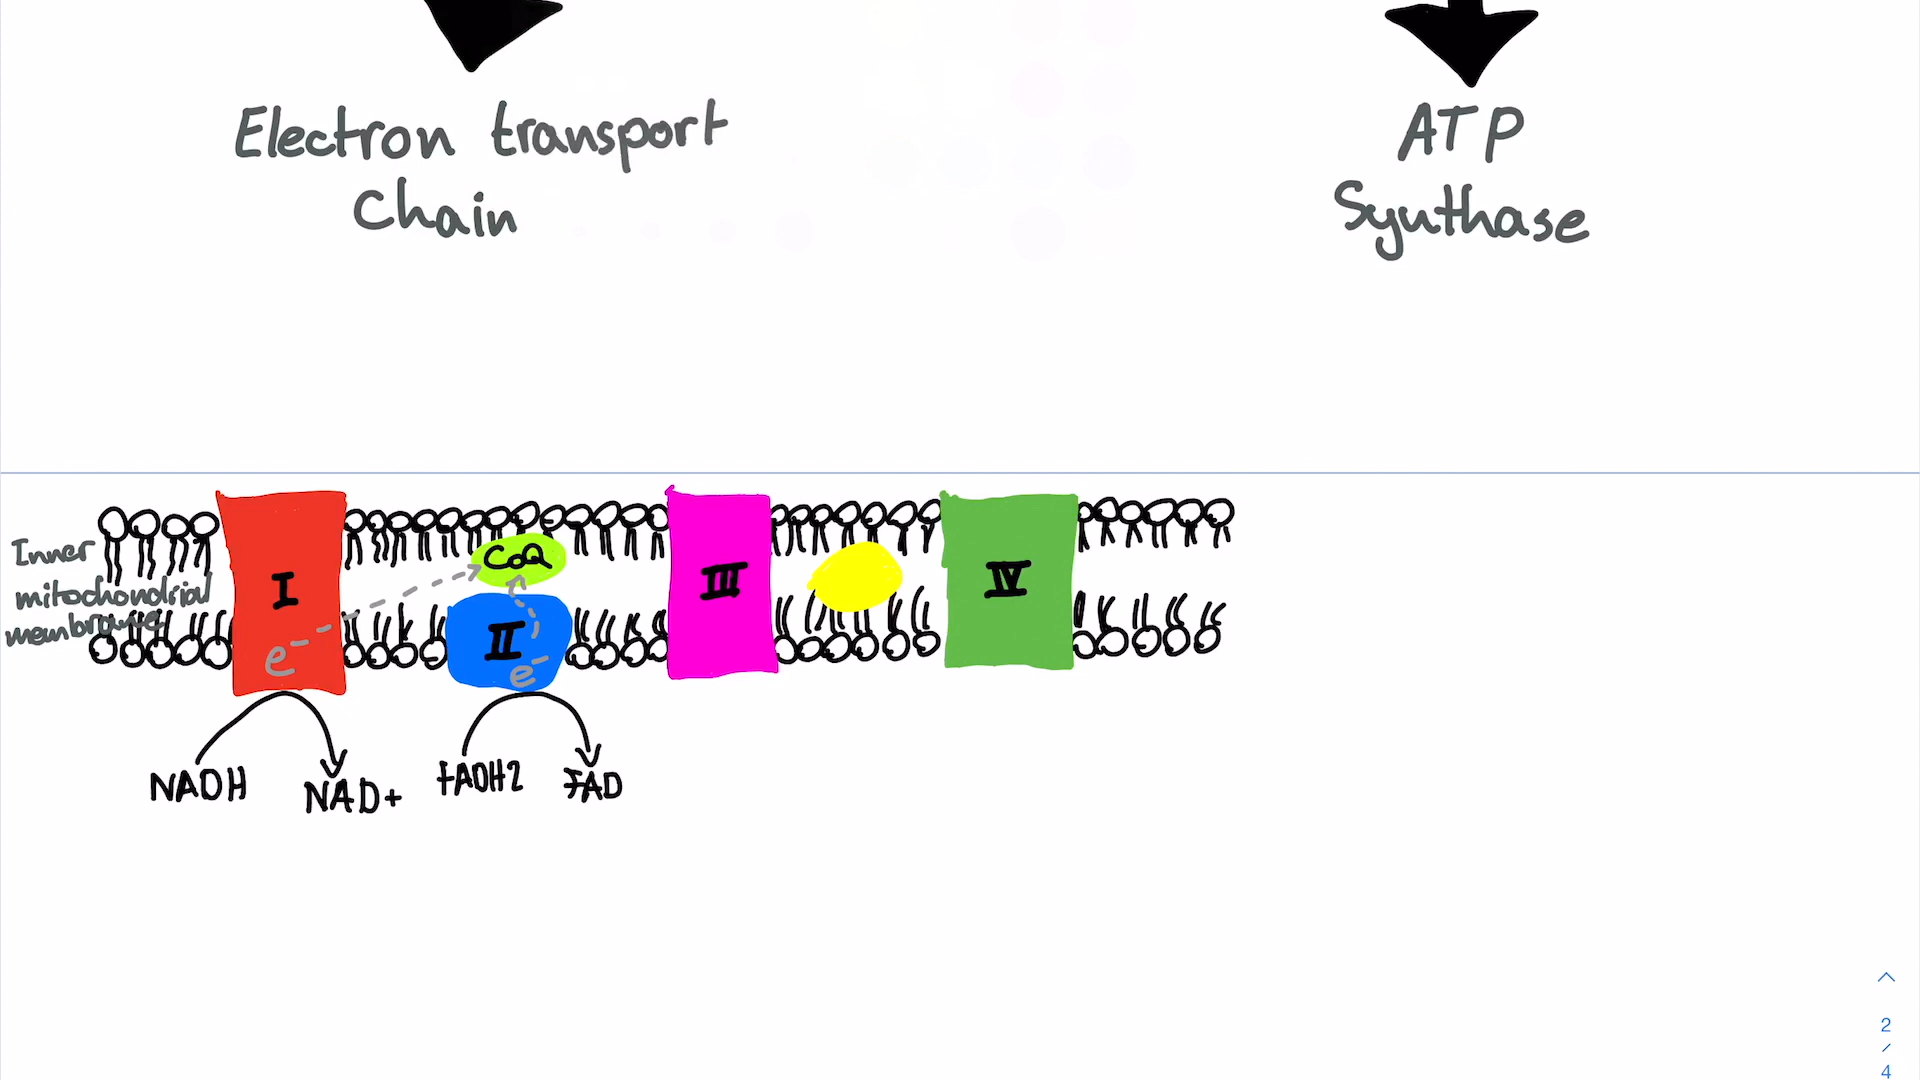 Electron transport
Chain
ATP
Synthase
Inner
mitochondrial
membrane
I
e-
CoQ
II
e-
III
IV
NADH
NAD+
FADH2
FAD
2
/
4